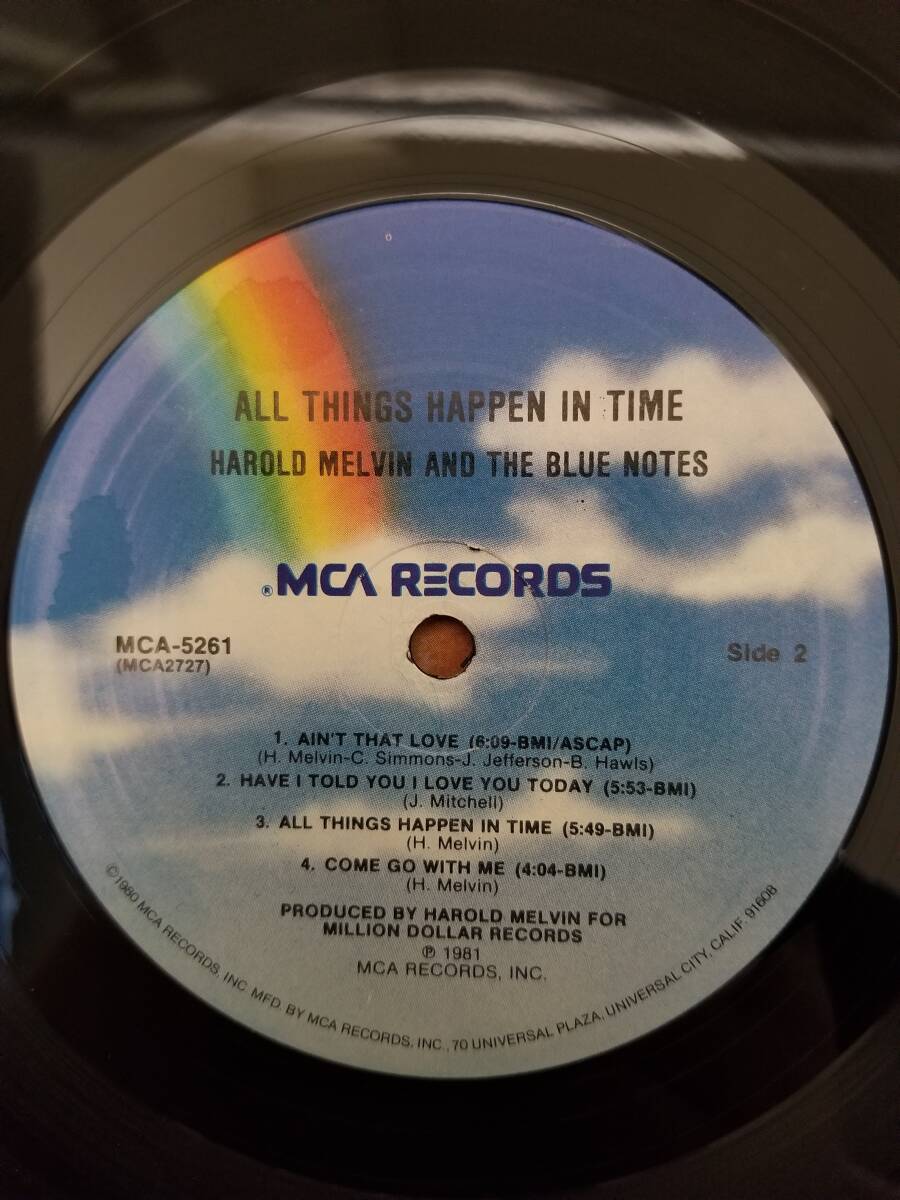 ALL THINGS HAPPEN IN TIME
HAROLD MELVIN AND THE BLUE NOTES
®MCA RECORDS
MCA-5261
(MCA2727)
Side 2
1. AIN'T THAT LOVE (6:09-BMI/ASCAP)
(H. Melvin-C. Simmons-J. Jefferson-B. Hawls)
2. HAVE I TOLD YOU I LOVE YOU TODAY (5:53-BMI)
(J. Mitchell)
3. ALL THINGS HAPPEN IN TIME (5:49-BMI)
(H. Melvin)
4. COME GO WITH ME (4:04-BMI)
(H. Melvin)
PRODUCED BY HAROLD MELVIN FOR
MILLION DOLLAR RECORDS
℗ 1981
MCA RECORDS, INC.
©1980 MCA RECORDS, INC. MFD. BY MCA RECORDS, INC., 70 UNIVERSAL PLAZA, UNIVERSAL CITY, CALIF. 91608